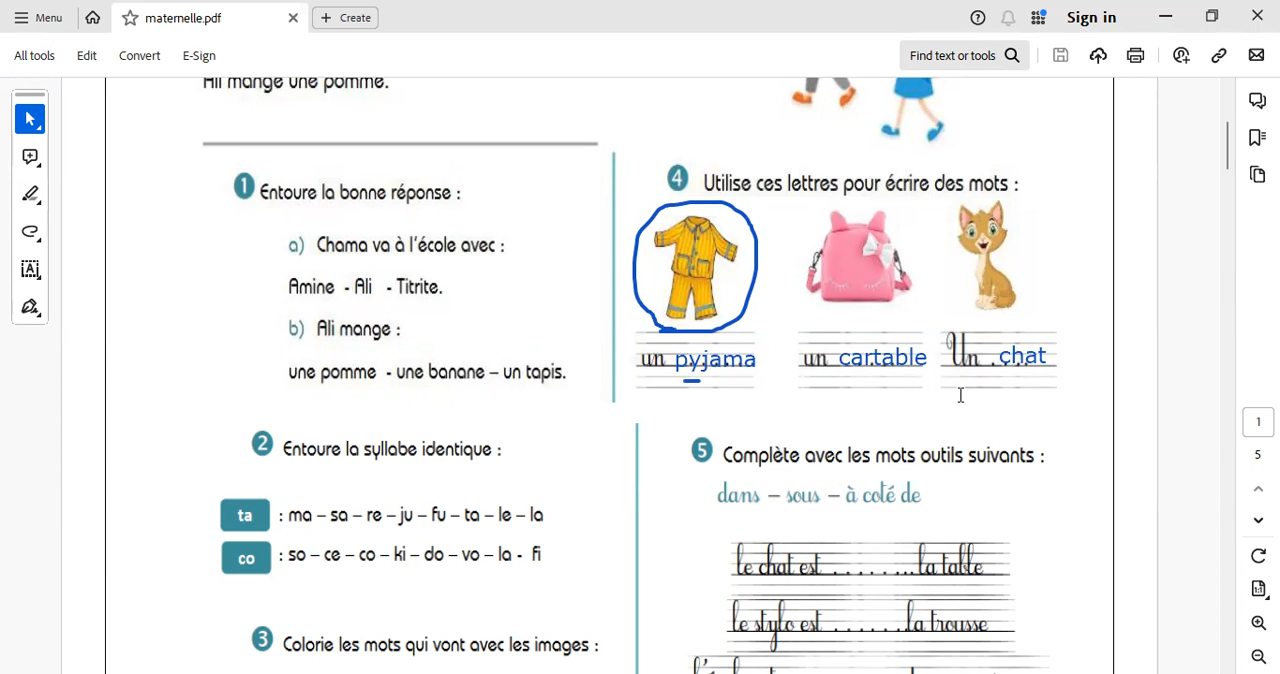 Menu
maternelle.pdf
Create
Sign in
All tools
Edit
Convert
E-Sign
Find text or tools
Ali mange une pomme.
1 Entoure la bonne réponse :
a) Chama va à l'école avec :
Amine - Ali - Titrite.
b) Ali mange :
une pomme - une banane – un tapis.
2 Entoure la syllabe identique :
ta : ma – sa – re – ju – fu – ta – le – la
co : so – ce – co – ki – do – vo – la - fi
3 Colorie les mots qui vont avec les images :
4 Utilise ces lettres pour écrire des mots :
un pyjama
un cartable
Un chat
5 Complète avec les mots outils suivants :
dans – sous – à coté de
le chat est . . . . . . . . la table
le stylo est . . . . . . la trousse
1
5